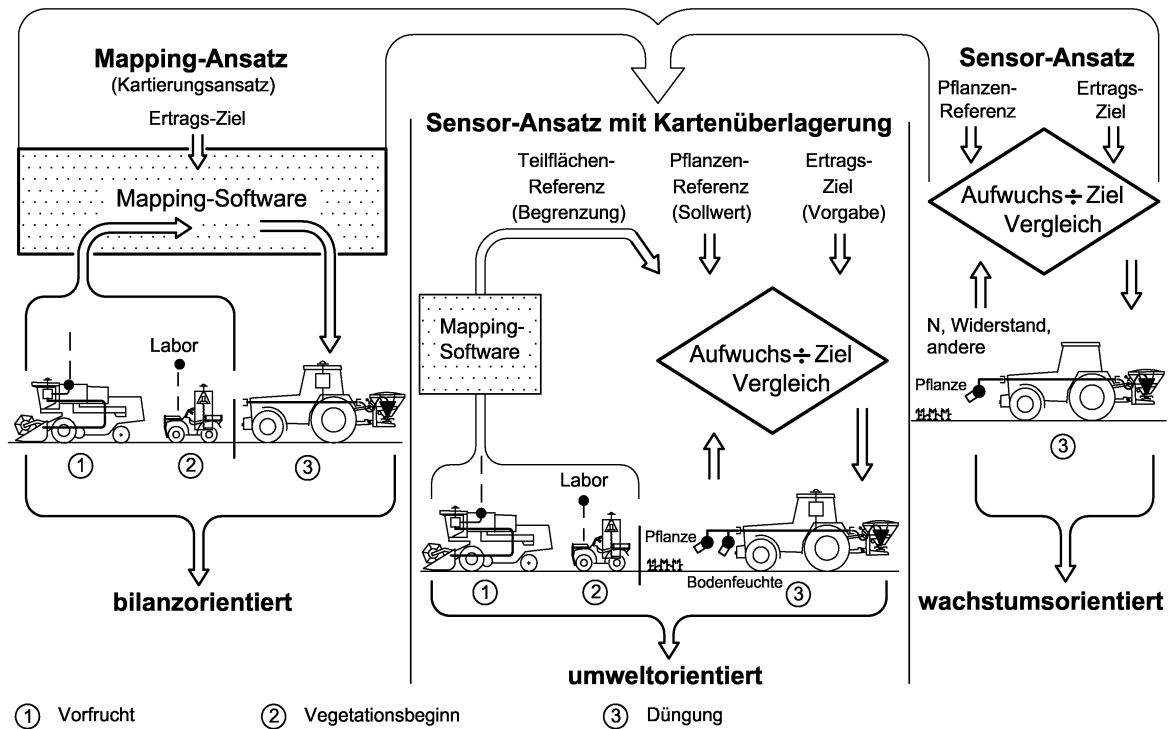 Mapping-Ansatz
(Kartierungsansatz)
Ertrags-Ziel
Mapping-Software
Labor
1
2
3
bilanzorientiert
Sensor-Ansatz mit Kartenüberlagerung
Teilflächen-
Referenz
(Begrenzung)
Pflanzen-
Referenz
(Sollwert)
Ertrags-
Ziel
(Vorgabe)
Mapping-
Software
Aufwuchs÷Ziel
Vergleich
Labor
Pflanze
Bodenfeuchte
1
2
3
umweltorientiert
Sensor-Ansatz
Pflanzen-
Referenz
Ertrags-
Ziel
Aufwuchs÷Ziel
Vergleich
N, Widerstand,
andere
Pflanze
3
wachstumsorientiert
1 Vorfrucht
2 Vegetationsbeginn
3 Düngung